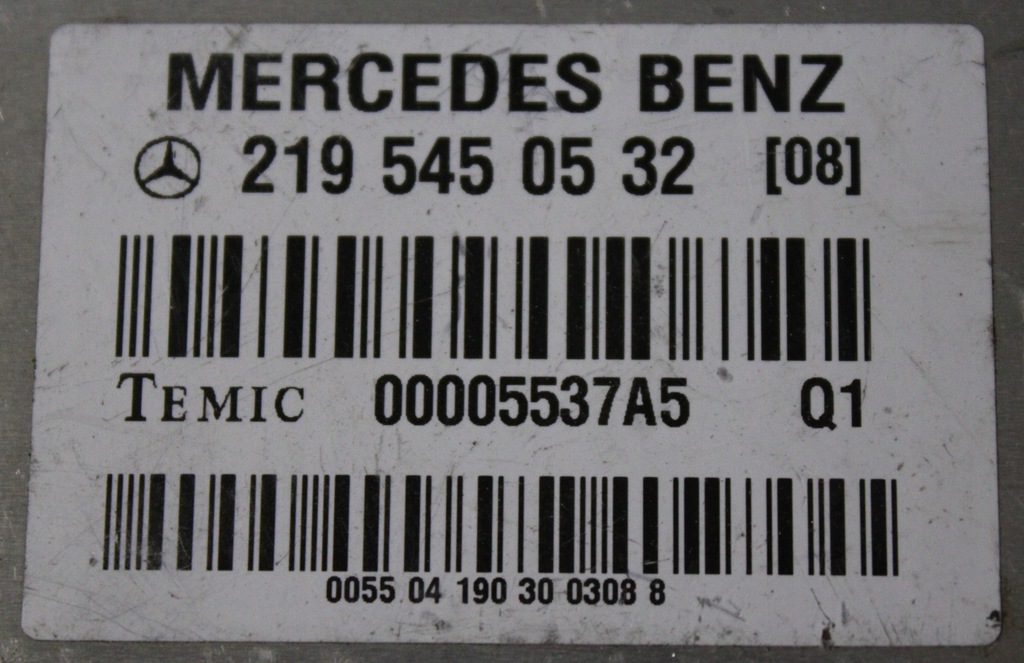 MERCEDES BENZ
219 545 05 32 [08]
TEMIC 00005537A5 Q1
0055 04 190 30 0308 8